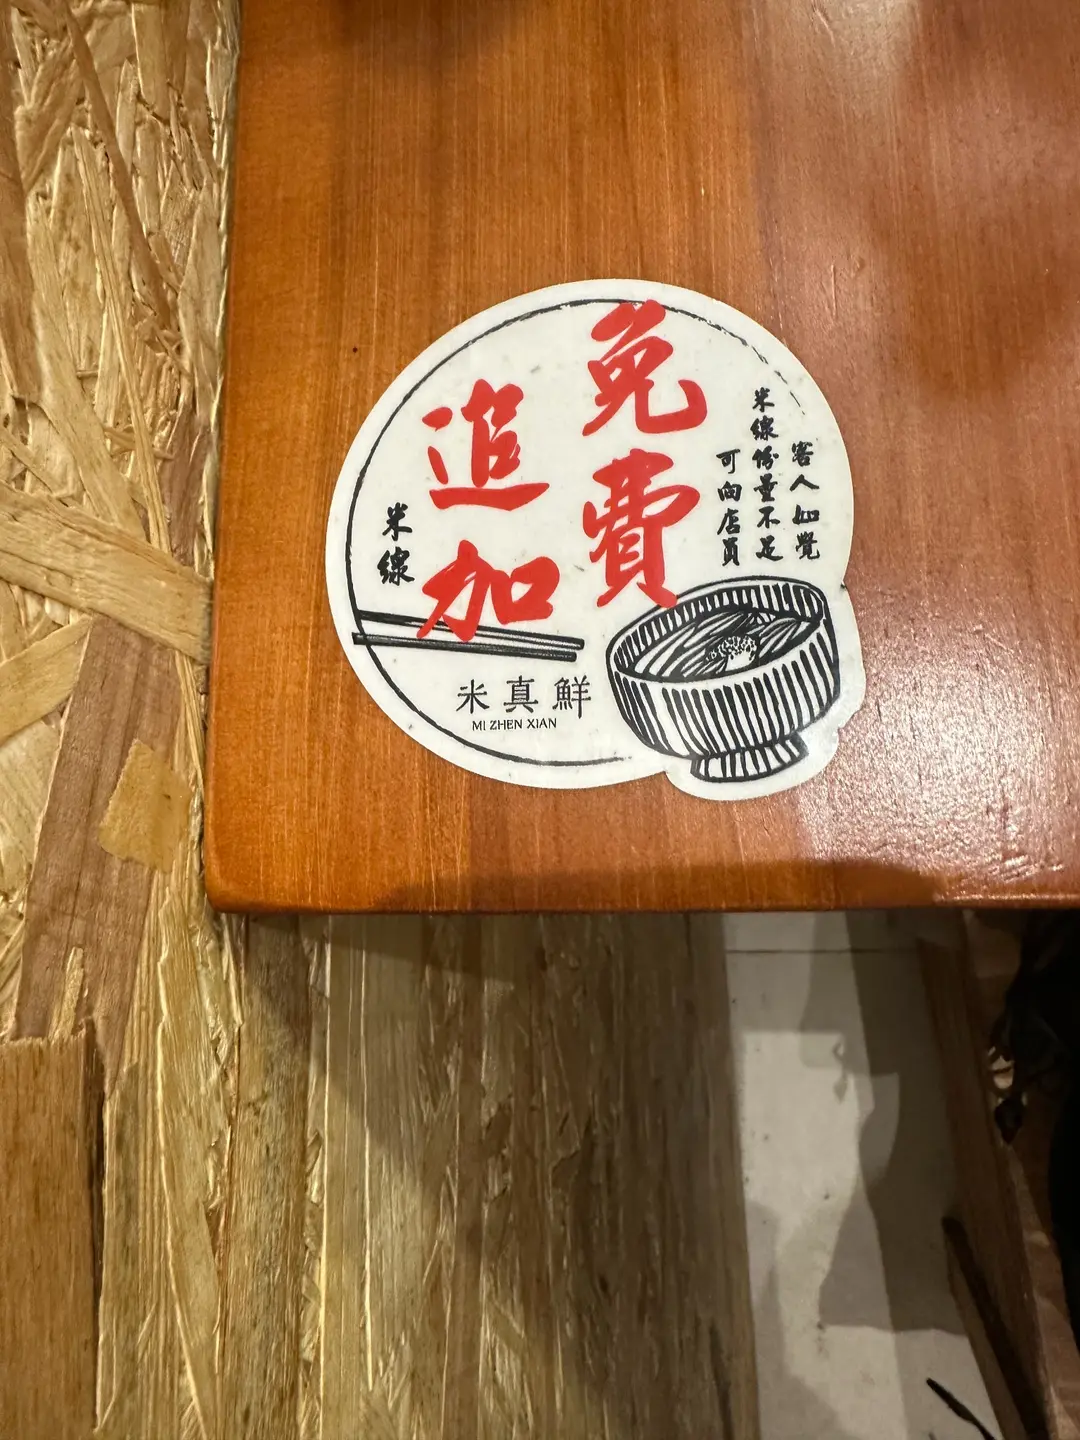 客人如覺
米線份量不足
可向店員
免費
追加
米線
米真鮮
MI ZHEN XIAN